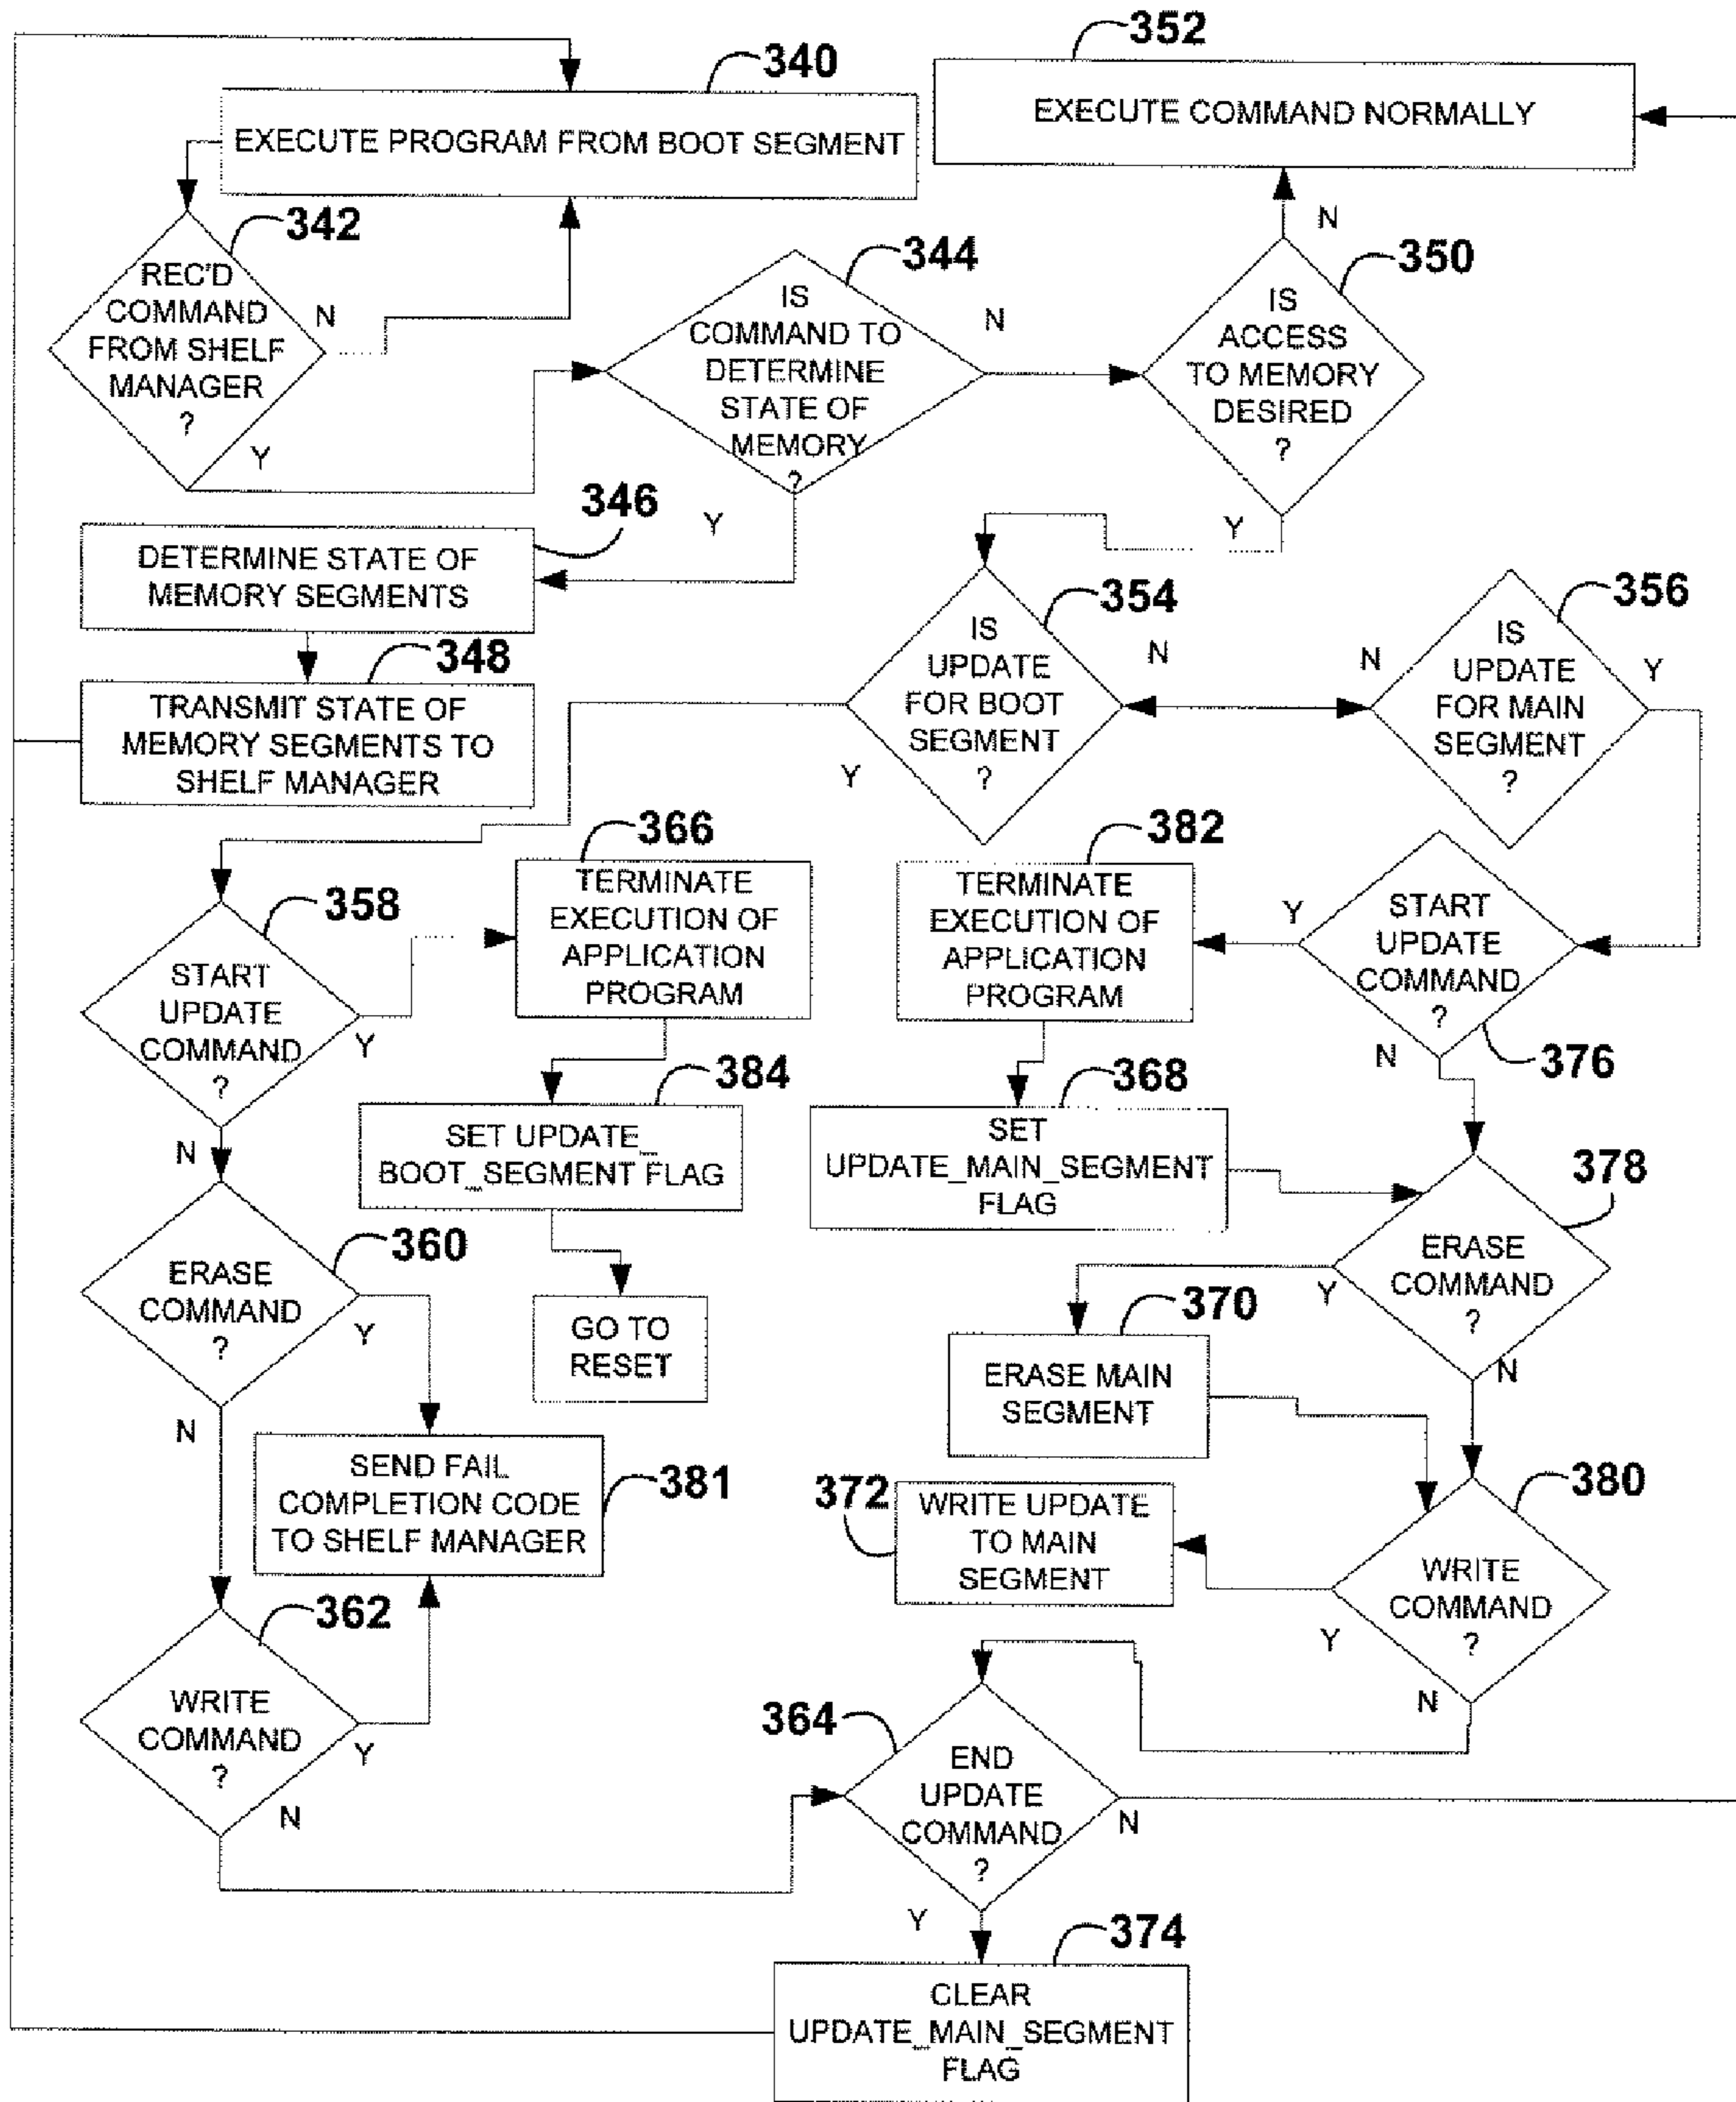 352
340
EXECUTE COMMAND NORMALLY
EXECUTE PROGRAM FROM BOOT SEGMENT
342
REC'D
COMMAND
FROM SHELF
MANAGER
?
N
Y
344
IS
COMMAND TO
DETERMINE
STATE OF
MEMORY
?
N
Y
350
IS
ACCESS
TO MEMORY
DESIRED
?
N
Y
346
DETERMINE STATE OF
MEMORY SEGMENTS
348
TRANSMIT STATE OF
MEMORY SEGMENTS TO
SHELF MANAGER
354
IS
UPDATE
FOR BOOT
SEGMENT
?
N
Y
356
IS
UPDATE
FOR MAIN
SEGMENT
?
N
Y
358
START
UPDATE
COMMAND
?
Y
N
366
TERMINATE
EXECUTION OF
APPLICATION
PROGRAM
382
TERMINATE
EXECUTION OF
APPLICATION
PROGRAM
START
UPDATE
COMMAND
?
Y
N
376
384
SET UPDATE_
BOOT_SEGMENT FLAG
368
SET
UPDATE_MAIN_SEGMENT
FLAG
378
ERASE
COMMAND
?
Y
N
360
ERASE
COMMAND
?
Y
N
GO TO
RESET
370
ERASE MAIN
SEGMENT
SEND FAIL
COMPLETION CODE
TO SHELF MANAGER
381
372
WRITE UPDATE
TO MAIN
SEGMENT
380
WRITE
COMMAND
?
Y
N
362
WRITE
COMMAND
?
Y
N
364
END
UPDATE
COMMAND
?
N
Y
374
CLEAR
UPDATE_MAIN_SEGMENT
FLAG